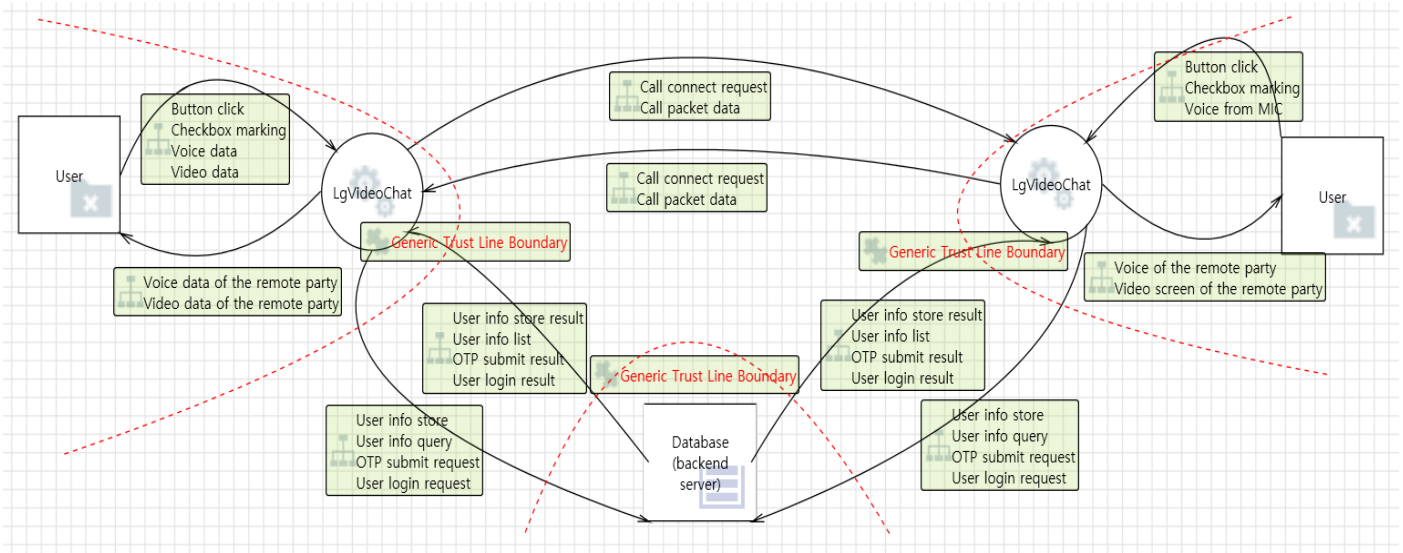 Button click
Checkbox marking
Voice data
Video data
User
LgVideoChat
Call connect request
Call packet data
Call connect request
Call packet data
Button click
Checkbox marking
Voice from MIC
LgVideoChat
User
Generic Trust Line Boundary
Generic Trust Line Boundary
Voice data of the remote party
Video data of the remote party
Voice of the remote party
Video screen of the remote party
User info store result
User info list
OTP submit result
User login result
User info store result
User info list
OTP submit result
User login result
Generic Trust Line Boundary
User info store
User info query
OTP submit request
User login request
Database
(backend
server)
User info store
User info query
OTP submit request
User login request